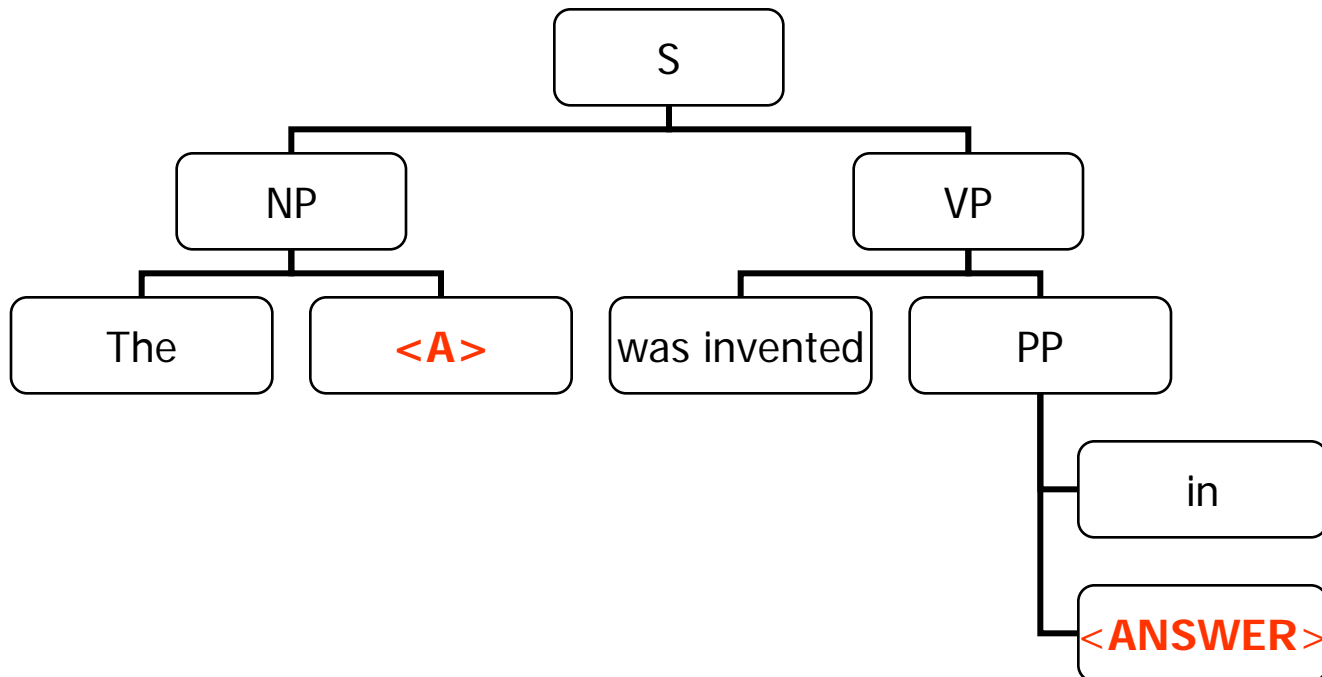 S
NP
VP
The
<A>
was invented
PP
in
<ANSWER>